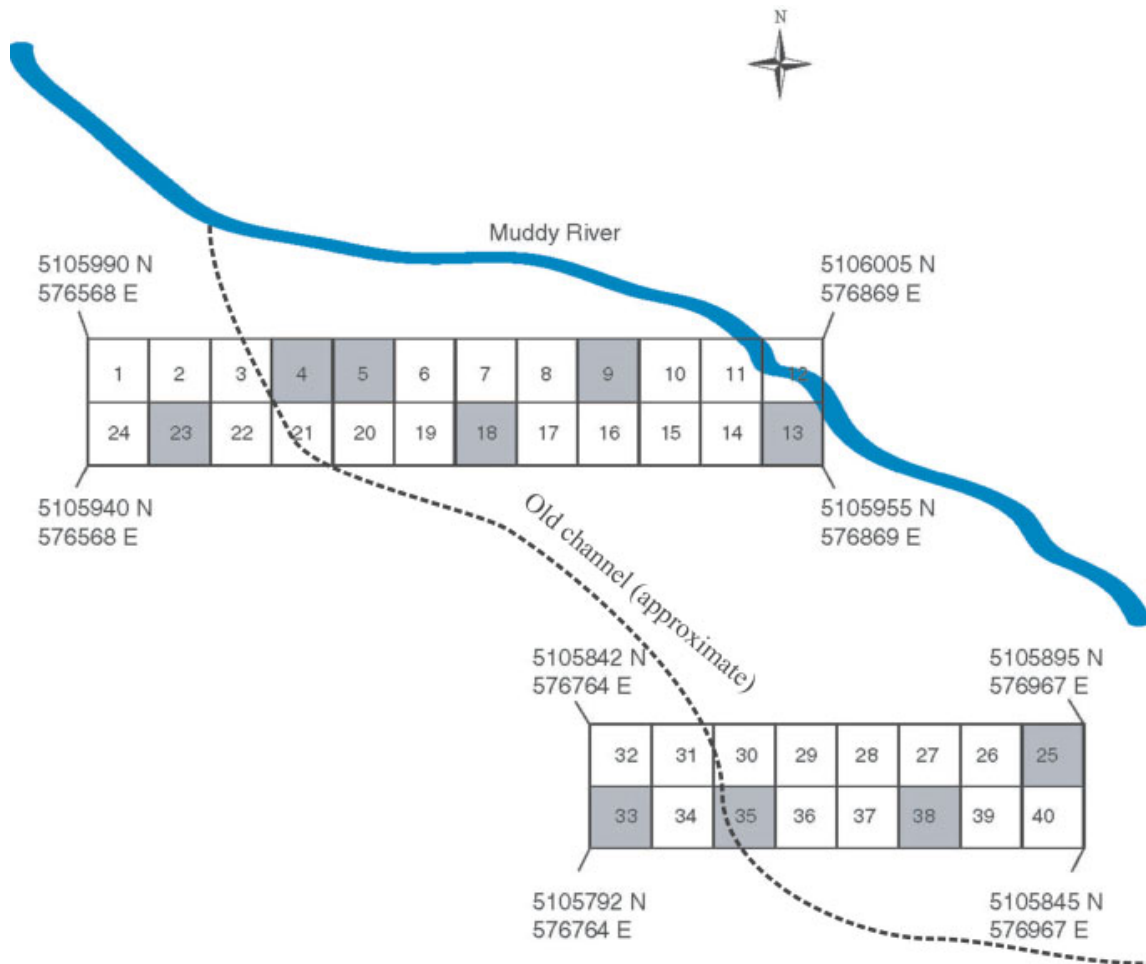 N
Muddy River
5105990 N
576568 E
5106005 N
576869 E
1 2 3 4 5 6 7 8 9 10 11 12
24 23 22 21 20 19 18 17 16 15 14 13
5105940 N
576568 E
5105955 N
576869 E
Old channel (approximate)
5105842 N
576764 E
5105895 N
576967 E
32 31 30 29 28 27 26 25
33 34 35 36 37 38 39 40
5105792 N
576764 E
5105845 N
576967 E